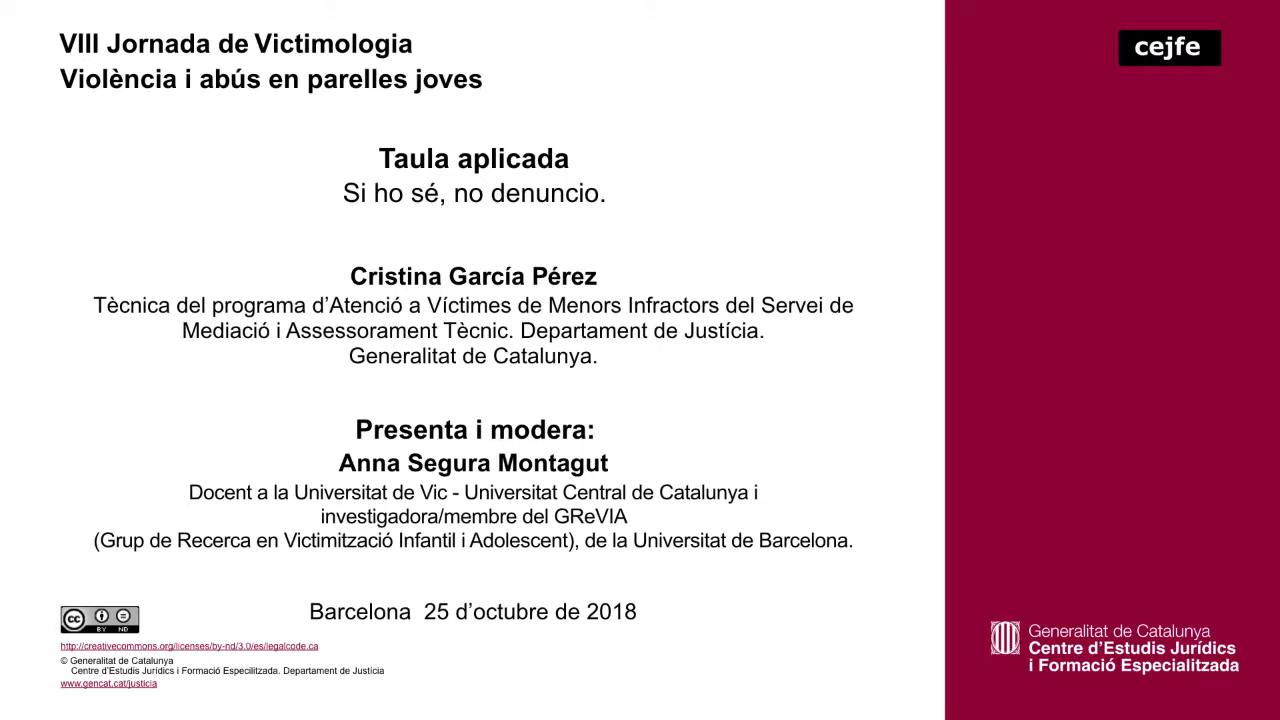 VIII Jornada de Victimologia
Violència i abús en parelles joves
cejfe
Taula aplicada
Si ho sé, no denuncio.
Cristina García Pérez
Tècnica del programa d’Atenció a Víctimes de Menors Infractors del Servei de
Mediació i Assessorament Tècnic. Departament de Justícia.
Generalitat de Catalunya.
Presenta i modera:
Anna Segura Montagut
Docent a la Universitat de Vic - Universitat Central de Catalunya i
investigadora/membre del GReVIA
(Grup de Recerca en Victimització Infantil i Adolescent), de la Universitat de Barcelona.
Barcelona 25 d’octubre de 2018
cc BY ND
http://creativecommons.org/licenses/by-nd/3.0/es/legalcode.ca
© Generalitat de Catalunya
Centre d’Estudis Jurídics i Formació Especilitzada. Departament de Justícia
www.gencat.cat/justicia
Generalitat de Catalunya
Centre d’Estudis Jurídics
i Formació Especialitzada